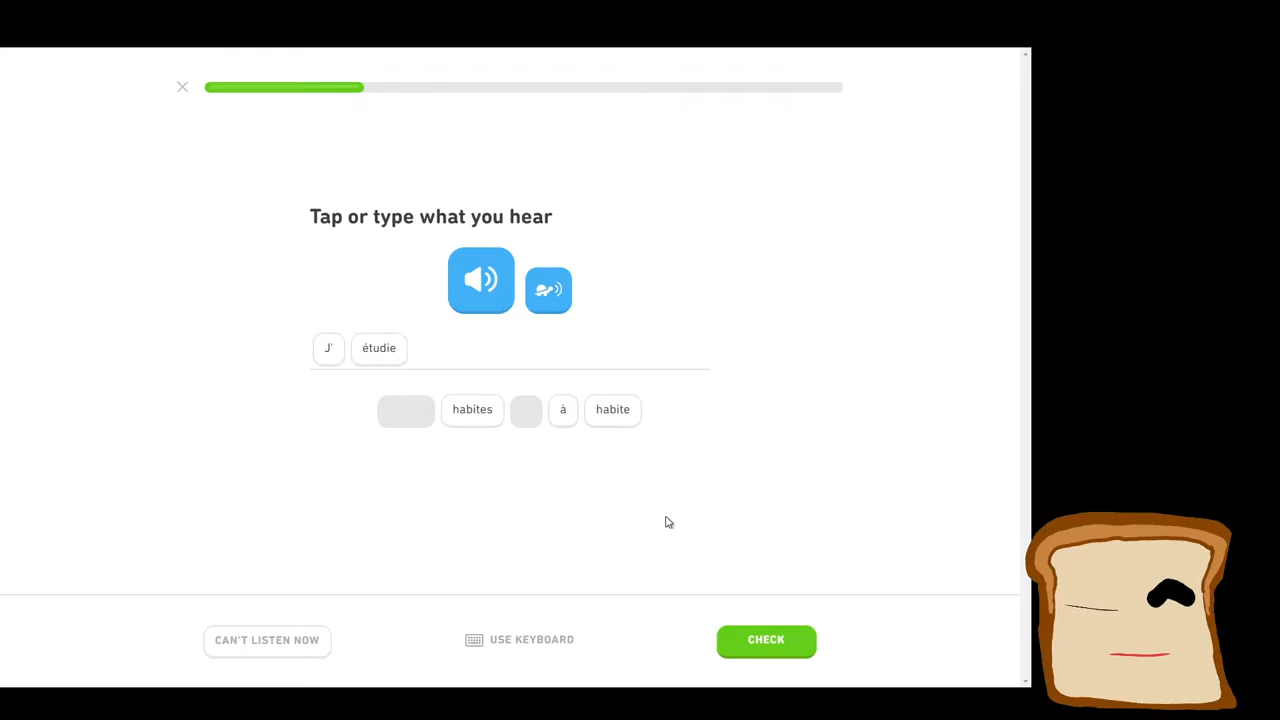 Tap or type what you hear
J' étudie
habites à habite
CAN'T LISTEN NOW USE KEYBOARD CHECK